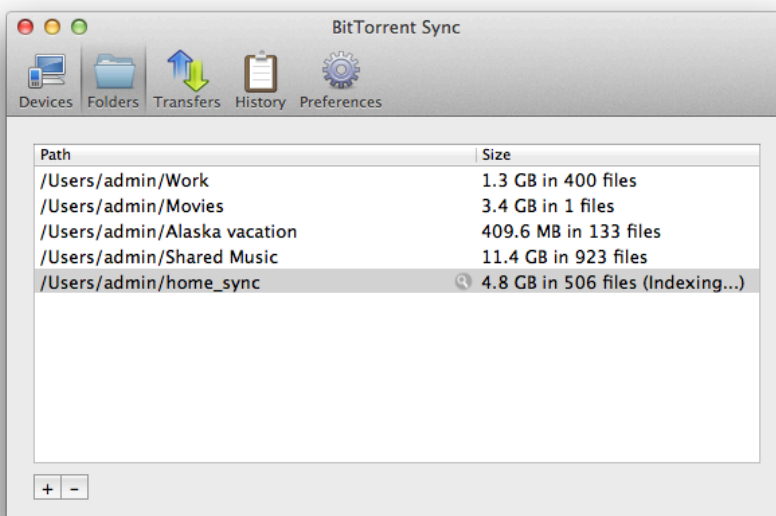 BitTorrent Sync
Devices Folders Transfers History Preferences
Path Size
/Users/admin/Work 1.3 GB in 400 files
/Users/admin/Movies 3.4 GB in 1 files
/Users/admin/Alaska vacation 409.6 MB in 133 files
/Users/admin/Shared Music 11.4 GB in 923 files
/Users/admin/home_sync 4.8 GB in 506 files (Indexing...)
+ -